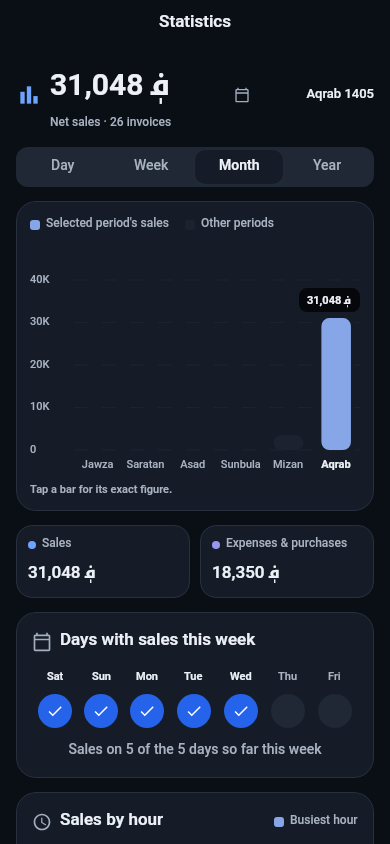 Statistics
31,048 ؋
Aqrab 1405
Net sales · 26 invoices
Day Week Month Year
Selected period's sales Other periods
40K
31,048 ؋
30K
20K
10K
0
Jawza Saratan Asad Sunbula Mizan Aqrab
Tap a bar for its exact figure.
Sales
31,048 ؋
Expenses & purchases
18,350 ؋
Days with sales this week
Sat Sun Mon Tue Wed Thu Fri
Sales on 5 of the 5 days so far this week
Sales by hour
Busiest hour